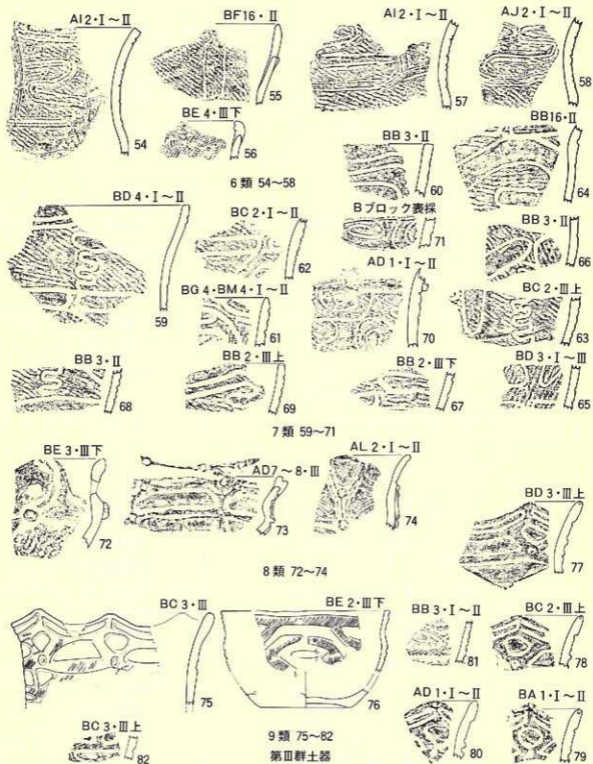 AI2・I～II
54
BF16・II
55
BE4・III下
56
AI2・I～II
57
AJ2・I～II
58
6類 54～58
BD4・I～II
59
BC2・I～II
62
BG4・BM4・I～II
61
BB3・II
60
Bブロック表採
71
AD1・I～II
70
BB16・II
64
BB3・II
66
BC2・III上
63
BB3・II
68
BB2・III上
69
BB2・III下
67
BD3・I～III
65
7類 59～71
BE3・III下
72
AD7～8・III
73
AL2・I～II
74
8類 72～74
BD3・III上
77
BC3・III
75
BE2・III下
76
BB3・I～II
81
BC2・III上
78
BC3・III上
82
AD1・I～II
80
BA1・I～II
79
9類 75～82
第III群土器